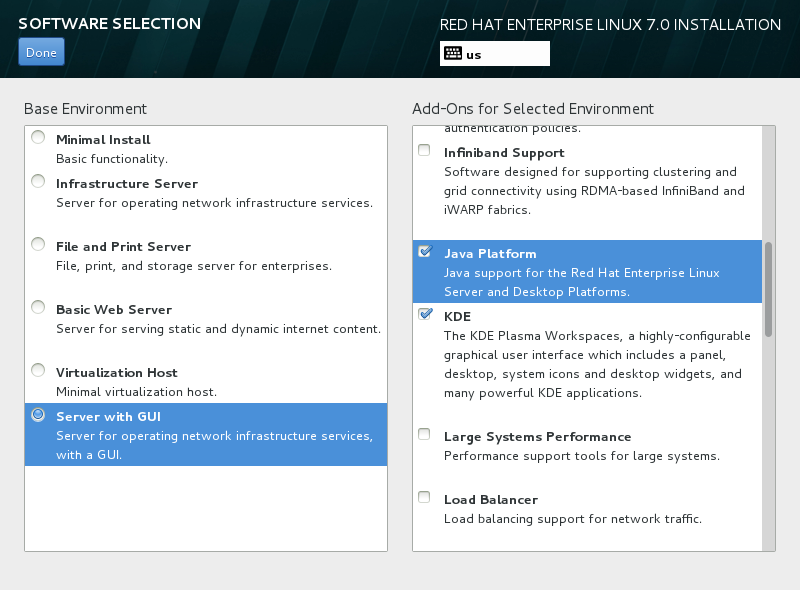 SOFTWARE SELECTION
RED HAT ENTERPRISE LINUX 7.0 INSTALLATION
Done
us
Base Environment
Minimal Install
Basic functionality.
Infrastructure Server
Server for operating network infrastructure services.
File and Print Server
File, print, and storage server for enterprises.
Basic Web Server
Server for serving static and dynamic internet content.
Virtualization Host
Minimal virtualization host.
Server with GUI
Server for operating network infrastructure services,
with a GUI.
Add-Ons for Selected Environment
authentication policies.
Infiniband Support
Software designed for supporting clustering and
grid connectivity using RDMA-based InfiniBand and
iWARP fabrics.
Java Platform
Java support for the Red Hat Enterprise Linux
Server and Desktop Platforms.
KDE
The KDE Plasma Workspaces, a highly-configurable
graphical user interface which includes a panel,
desktop, system icons and desktop widgets, and
many powerful KDE applications.
Large Systems Performance
Performance support tools for large systems.
Load Balancer
Load balancing support for network traffic.